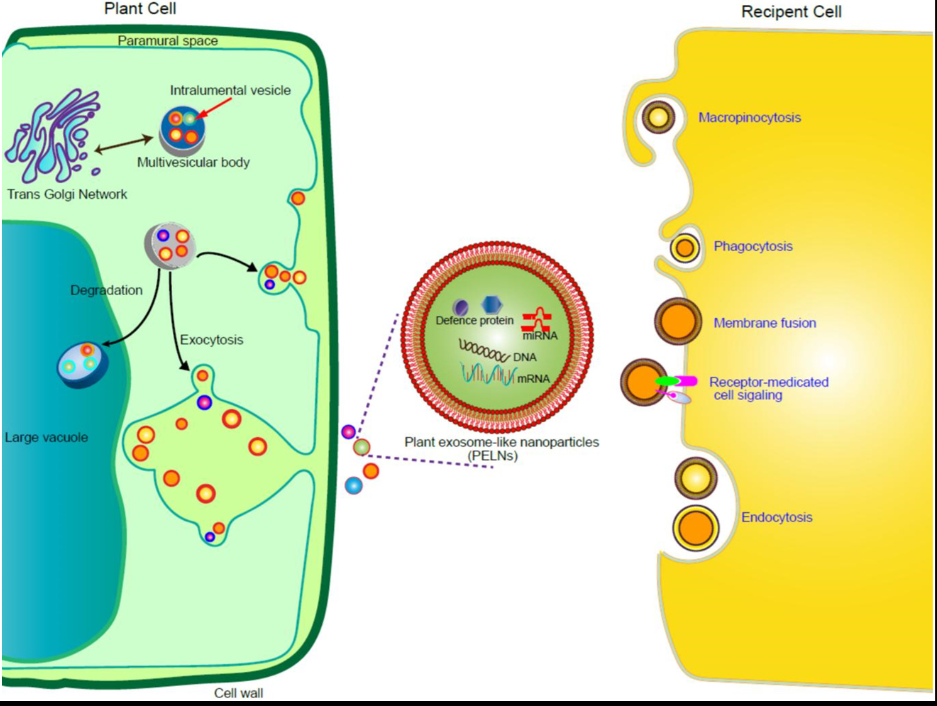 Plant Cell
Recipent Cell
Paramural space
Intralumental vesicle
Multivesicular body
Trans Golgi Network
Macropinocytosis
Phagocytosis
Degradation
Exocytosis
Large vacuole
Defence protein
miRNA
DNA
mRNA
Plant exosome-like nanoparticles
(PELNs)
Membrane fusion
Receptor-medicated
cell sigaling
Endocytosis
Cell wall